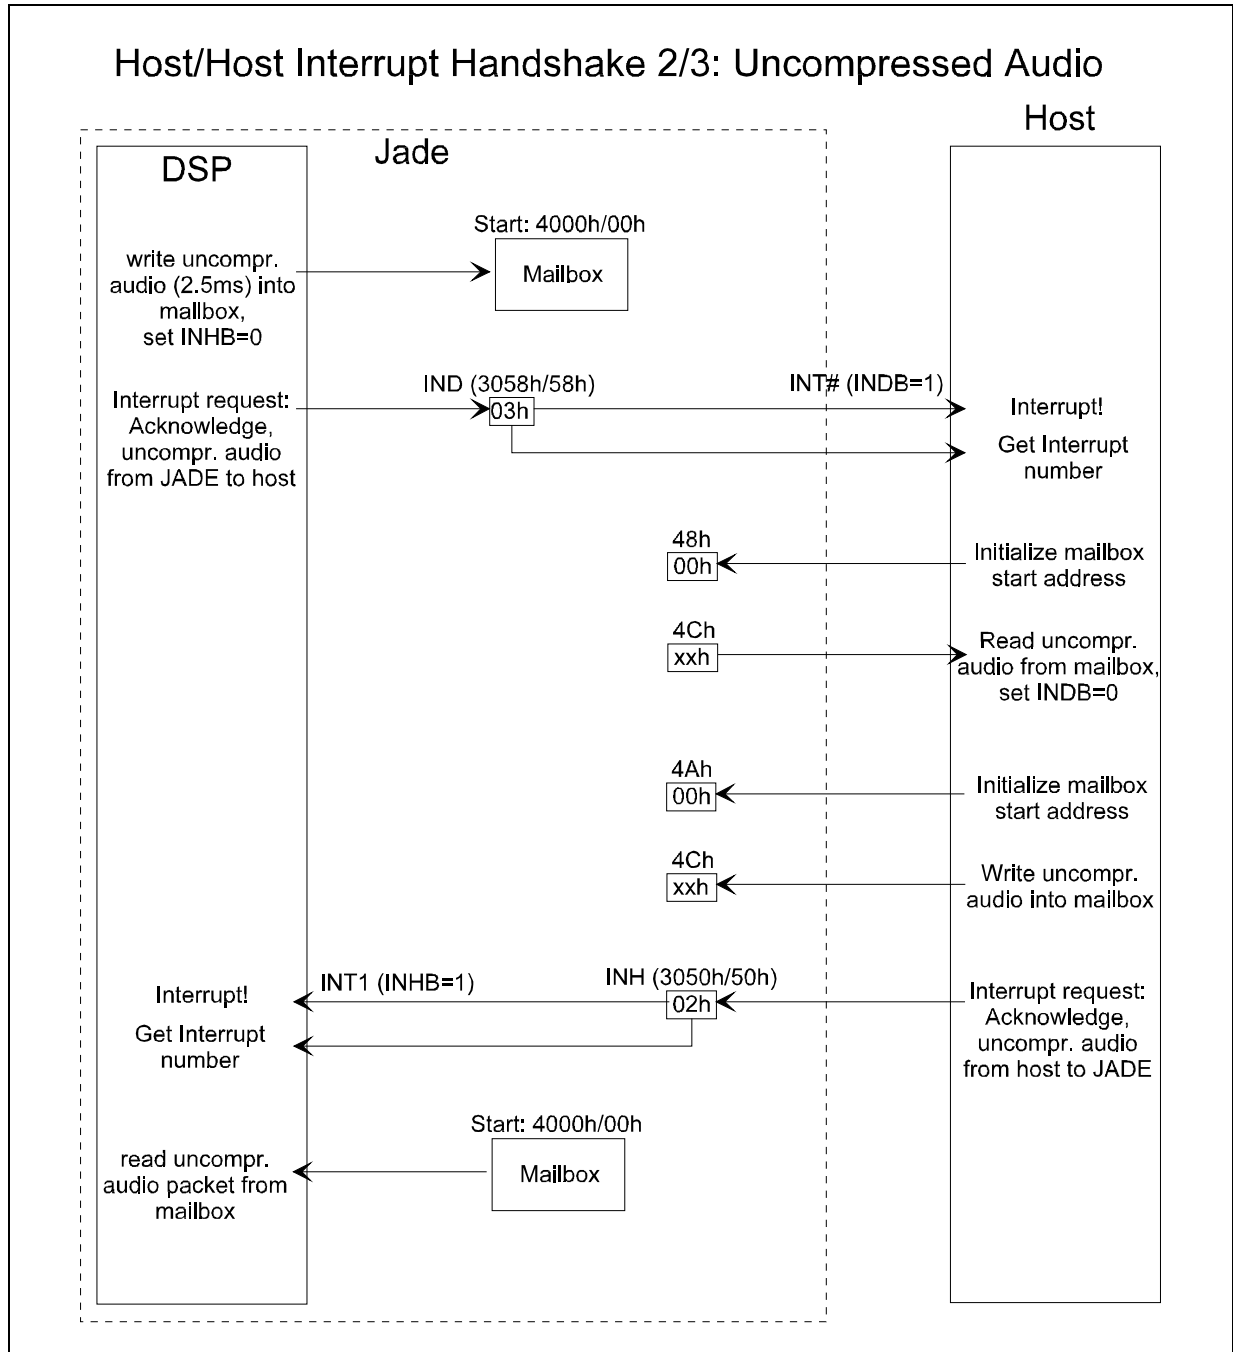 Host/Host Interrupt Handshake 2/3: Uncompressed Audio
Host
Jade
DSP
Start: 4000h/00h
write uncompr.
audio (2.5ms) into
mailbox,
set INHB=0
Mailbox
IND (3058h/58h)
INT# (INDB=1)
Interrupt request:
Acknowledge,
uncompr. audio
from JADE to host
03h
Interrupt!
Get Interrupt
number
48h
00h
Initialize mailbox
start address
4Ch
xxh
Read uncompr.
audio from mailbox,
set INDB=0
4Ah
00h
Initialize mailbox
start address
4Ch
xxh
Write uncompr.
audio into mailbox
INT1 (INHB=1)
INH (3050h/50h)
Interrupt!
02h
Interrupt request:
Acknowledge,
uncompr. audio
from host to JADE
Get Interrupt
number
Start: 4000h/00h
read uncompr.
audio packet from
mailbox
Mailbox